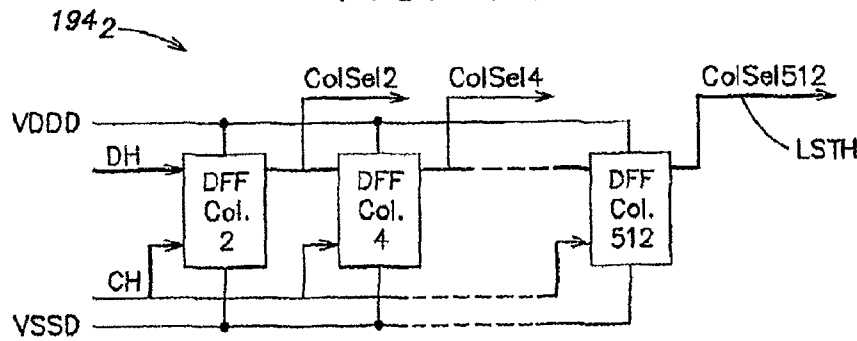 194₂
ColSel2
ColSel4
ColSel512
VDDD
LSTH
DH
DFF
Col.
2
DFF
Col.
4
DFF
Col.
512
CH
VSSD